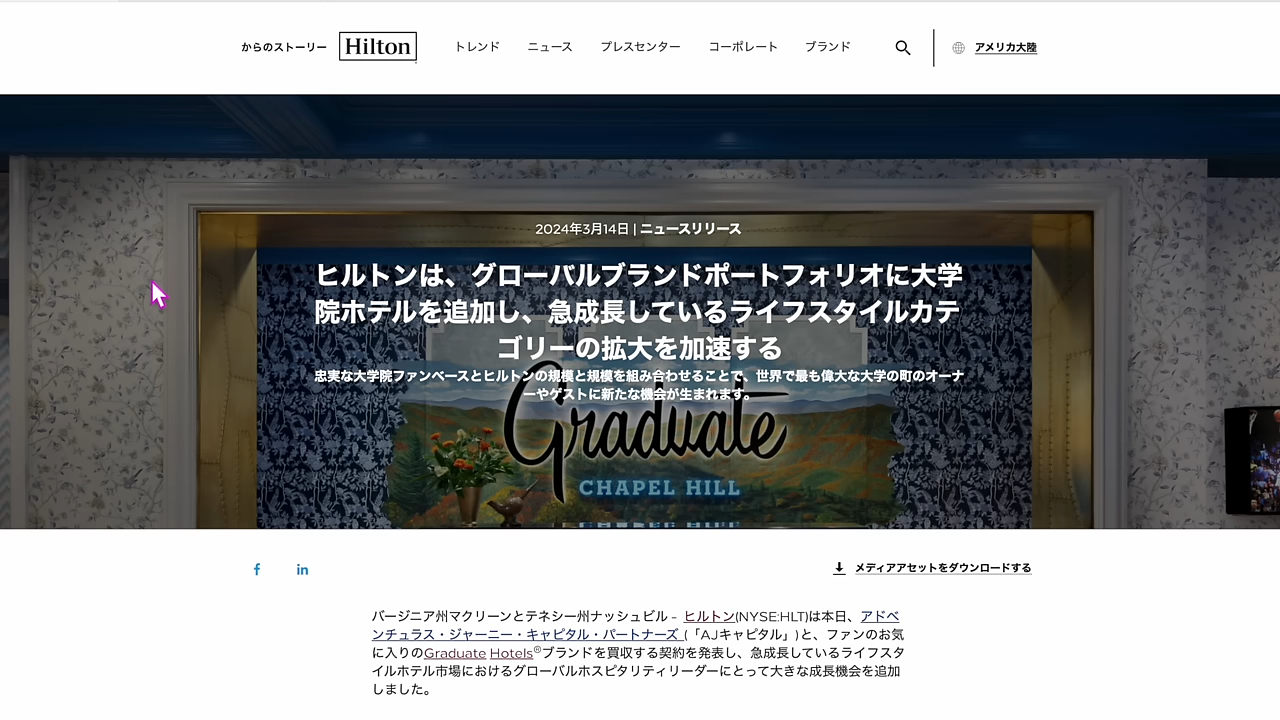 からのストーリー Hilton トレンド ニュース プレスセンター コーポレート ブランド アメリカ大陸
2024年3月14日 | ニュースリリース
ヒルトンは、グローバルブランドポートフォリオに大学
院ホテルを追加し、急成長しているライフスタイルカテ
ゴリーの拡大を加速する
忠実な大学院ファンベースとヒルトンの規模と規模を組み合わせることで、世界で最も偉大な大学の町のオーナ
ーやゲストに新たな機会が生まれます。
Graduate
CHAPEL HILL
f in メディアアセットをダウンロードする
バージニア州マクリーンとテネシー州ナッシュビル - ヒルトン(NYSE:HLT)は本日、アドベ
ンチュラス・ジャーニー・キャピタル・パートナーズ (「AJキャピタル」)と、ファンのお気
に入りのGraduate Hotels®ブランドを買収する契約を発表し、急成長しているライフスタ
イルホテル市場におけるグローバルホスピタリティリーダーにとって大きな成長機会を追加
しました。